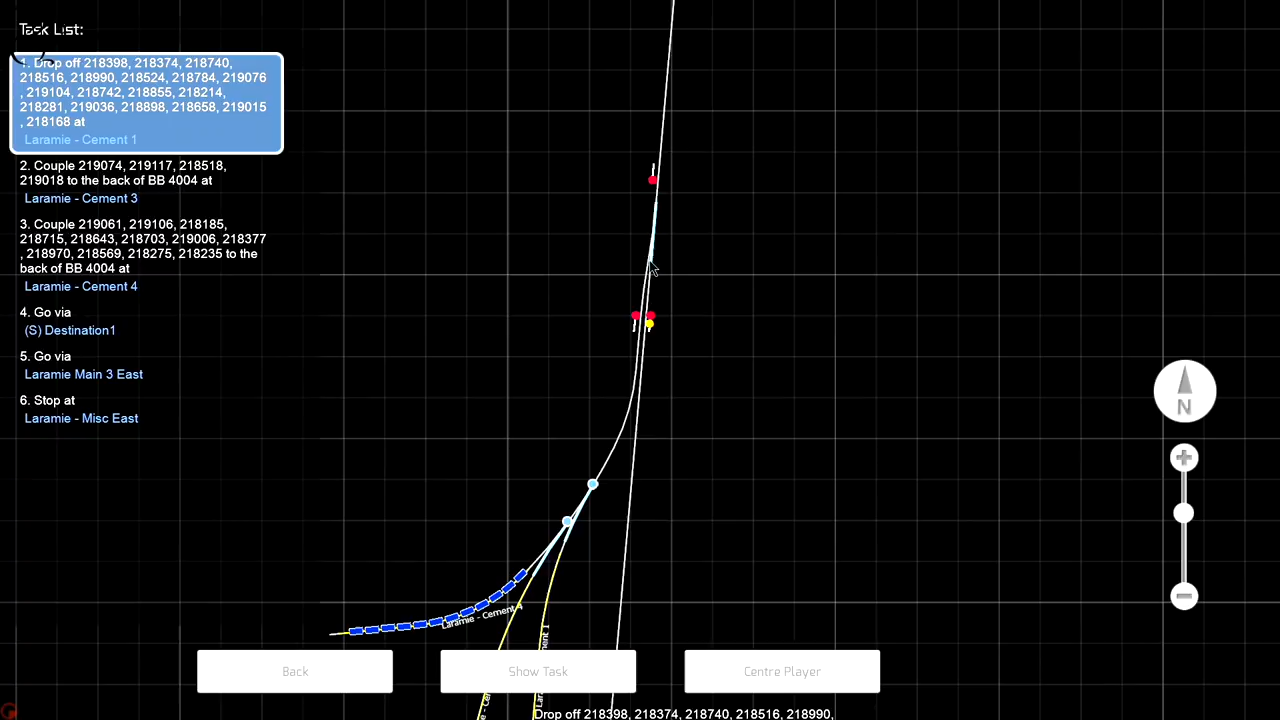 Task List:
1. Drop off 218398, 218374, 218740,
218516, 218990, 218524, 218784, 219076
, 219104, 218742, 218855, 218214,
218281, 219036, 218898, 218658, 219015
, 218168 at
Laramie - Cement 1
2. Couple 219074, 219117, 218518,
219018 to the back of BB 4004 at
Laramie - Cement 3
3. Couple 219061, 219106, 218185,
218715, 218643, 218703, 219006, 218377
, 218970, 218569, 218275, 218235 to the
back of BB 4004 at
Laramie - Cement 4
4. Go via
(S) Destination1
5. Go via
Laramie Main 3 East
6. Stop at
Laramie - Misc East
N
Laramie - Cement 4
Back
Show Task
Centre Player
Drop off 218398, 218374, 218740, 218516, 218990,